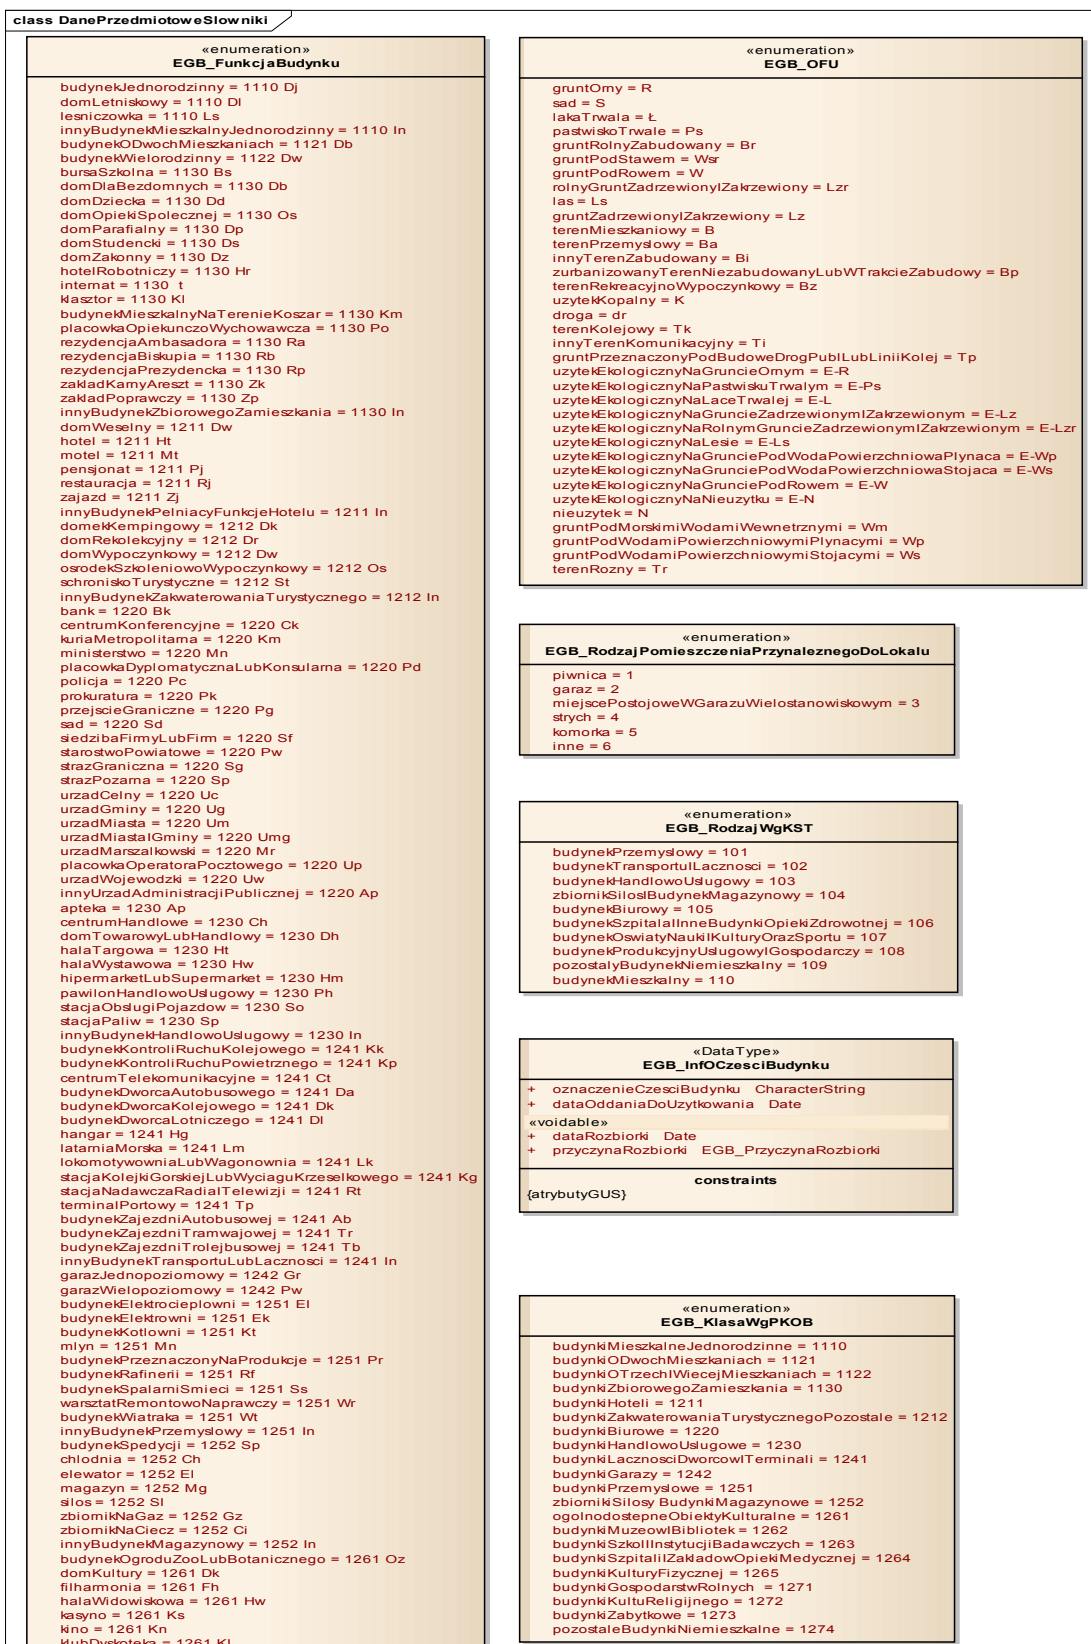 class DanePrzedmiotoweSlowniki
«enumeration»
EGB_FunkcjaBudynku
budynekJednorodzinny = 1110 Dj
domLetniskowy = 1110 Dl
lesniczowka = 1110 Ls
innyBudynekMieszkalnyJednorodzinny = 1110 In
budynekODwochMieszkaniach = 1121 Db
budynekWielorodzinny = 1122 Dw
bursaSzkolna = 1130 Bs
domDlaBezdomnych = 1130 Db
domDziecka = 1130 Dd
domOpiekiSpolecznej = 1130 Os
domParafialny = 1130 Dp
domStudencki = 1130 Ds
domZakonny = 1130 Dz
hotelRobotniczy = 1130 Hr
internat = 1130  t
klasztor = 1130 Kl
budynekMieszkalnyNaTerenieKoszar = 1130 Km
placowkaOpiekunczoWychowawcza = 1130 Po
rezydencjaAmbasadora = 1130 Ra
rezydencjaBiskupia = 1130 Rb
rezydencjaPrezydencka = 1130 Rp
zakladKarnyAreszt = 1130 Zk
zakladPoprawczy = 1130 Zp
innyBudynekZbiorowegoZamieszkania = 1130 In
domWeselny = 1211 Dw
hotel = 1211 Ht
motel = 1211 Mt
pensjonat = 1211 Pj
restauracja = 1211 Rj
zajazd = 1211 Zj
innyBudynekPelniacyFunkcjeHotelu = 1211 In
domekKempingowy = 1212 Dk
domRekolekcyjny = 1212 Dr
domWypoczynkowy = 1212 Dw
osrodekSzkoleniowoWypoczynkowy = 1212 Os
schroniskoTurystyczne = 1212 St
innyBudynekZakwaterowaniaTurystycznego = 1212 In
bank = 1220 Bk
centrumKonferencyjne = 1220 Ck
kuriaMetropolitarna = 1220 Km
ministerstwo = 1220 Mn
placowkaDyplomatycznaLubKonsularna = 1220 Pd
policja = 1220 Pc
prokuratura = 1220 Pk
przejscieGraniczne = 1220 Pg
sad = 1220 Sd
siedzibaFirmyLubFirm = 1220 Sf
starostwoPowiatowe = 1220 Pw
strazGraniczna = 1220 Sg
strazPozarna = 1220 Sp
urzadCelny = 1220 Uc
urzadGminy = 1220 Ug
urzadMiasta = 1220 Um
urzadMiastaIGminy = 1220 Umg
urzadMarszalkowski = 1220 Mr
placowkaOperatoraPocztowego = 1220 Up
urzadWojewodzki = 1220 Uw
innyUrzadAdministracjiPublicznej = 1220 Ap
apteka = 1230 Ap
centrumHandlowe = 1230 Ch
domTowarowyLubHandlowy = 1230 Dh
halaTargowa = 1230 Ht
halaWystawowa = 1230 Hw
hipermarketLubSupermarket = 1230 Hm
pawilonHandlowoUslugowy = 1230 Ph
stacjaObslugiPojazdow = 1230 So
stacjaPaliw = 1230 Sp
innyBudynekHandlowoUslugowy = 1230 In
budynekKontroliRuchuKolejowego = 1241 Kk
budynekKontroliRuchuPowietrznego = 1241 Kp
centrumTelekomunikacyjne = 1241 Ct
budynekDworcaAutobusowego = 1241 Da
budynekDworcaKolejowego = 1241 Dk
budynekDworcaLotniczego = 1241 Dl
hangar = 1241 Hg
latarniaMorska = 1241 Lm
lokomotywowniaLubWagonownia = 1241 Lk
stacjaKolejkiGorskiejLubWyciaguKrzeselkowego = 1241 Kg
stacjaNadawczaRadiaITelewizji = 1241 Rt
terminalPortowy = 1241 Tp
budynekZajezdniAutobusowej = 1241 Ab
budynekZajezdniTramwajowej = 1241 Tr
budynekZajezdniTrolejbusowej = 1241 Tb
innyBudynekTransportuLubLacznosci = 1241 In
garazJednopoziomowy = 1242 Gr
garazWielopoziomowy = 1242 Pw
budynekElektrocieplowni = 1251 El
budynekElektrowni = 1251 Ek
budynekKotlowni = 1251 Kt
mlyn = 1251 Mn
budynekPrzeznaczonyNaProdukcje = 1251 Pr
budynekRafinerii = 1251 Rf
budynekSpalarniSmieci = 1251 Ss
warsztatRemontowoNaprawczy = 1251 Wr
budynekWiatraka = 1251 Wt
innyBudynekPrzemyslowy = 1251 In
budynekSpedycji = 1252 Sp
chlodnia = 1252 Ch
elewator = 1252 El
magazyn = 1252 Mg
silos = 1252 Sl
zbiornikNaGaz = 1252 Gz
zbiornikNaCiecz = 1252 Ci
innyBudynekMagazynowy = 1252 In
budynekOgroduZooLubBotanicznego = 1261 Oz
domKultury = 1261 Dk
filharmonia = 1261 Fh
halaWidowiskowa = 1261 Hw
kasyno = 1261 Ks
kino = 1261 Kn
klubDyskoteka = 1261 Kl
«enumeration»
EGB_OFU
gruntOrny = R
sad = S
lakaTrwala = Ł
pastwiskoTrwale = Ps
gruntRolnyZabudowany = Br
gruntPodStawem = Wsr
gruntPodRowem = W
rolnyGruntZadrzewionyIZakrzewiony = Lzr
las = Ls
gruntZadrzewionyIZakrzewiony = Lz
terenMieszkaniowy = B
terenPrzemyslowy = Ba
innyTerenZabudowany = Bi
zurbanizowanyTerenNiezabudowanyLubWTrakcieZabudowy = Bp
terenRekreacyjnoWypoczynkowy = Bz
uzytekKopalny = K
droga = dr
terenKolejowy = Tk
innyTerenKomunikacyjny = Ti
gruntPrzeznaczonyPodBudoweDrogPublLubLiniiKolej = Tp
uzytekEkologicznyNaGruncieOrnym = E-R
uzytekEkologicznyNaPastwiskuTrwalym = E-Ps
uzytekEkologicznyNaLaceTrwalej = E-L
uzytekEkologicznyNaGruncieZadrzewionymIZakrzewionym = E-Lz
uzytekEkologicznyNaRolnymGruncieZadrzewionymIZakrzewionym = E-Lzr
uzytekEkologicznyNaLesie = E-Ls
uzytekEkologicznyNaGrunciePodWodaPowierzchniowaPlynaca = E-Wp
uzytekEkologicznyNaGrunciePodWodaPowierzchniowaStojaca = E-Ws
uzytekEkologicznyNaGrunciePodRowem = E-W
uzytekEkologicznyNaNieuzytku = E-N
nieuzytek = N
gruntPodMorskimiWodamiWewnetrznymi = Wm
gruntPodWodamiPowierzchniowymiPlynacymi = Wp
gruntPodWodamiPowierzchniowymiStojacymi = Ws
terenRozny = Tr
«enumeration»
EGB_RodzajPomieszczeniaPrzynaleznegoDoLokalu
piwnica = 1
garaz = 2
miejscePostojoweWGarazuWielostanowiskowym = 3
strych = 4
komorka = 5
inne = 6
«enumeration»
EGB_RodzajWgKST
budynekPrzemyslowy = 101
budynekTransportuILacznosci = 102
budynekHandlowoUslugowy = 103
zbiornikSilosIBudynekMagazynowy = 104
budynekBiurowy = 105
budynekSzpitalaIInneBudynkiOpiekiZdrowotnej = 106
budynekOswiatyNaukiIKulturyOrazSportu = 107
budynekProdukcyjnyUslugowyIGospodarczy = 108
pozostalyBudynekNiemieszkalny = 109
budynekMieszkalny = 110
«DataType»
EGB_InfOCzesciBudynku
+ oznaczenieCzesciBudynku CharacterString
+ dataOddaniaDoUzytkowania Date
«voidable»
+ dataRozbiorki Date
+ przyczynaRozbiorki EGB_PrzyczynaRozbiorki
constraints
{atrybutyGUS}
«enumeration»
EGB_KlasaWgPKOB
budynkiMieszkalneJednorodzinne = 1110
budynkiODwochMieszkaniach = 1121
budynkiOTrzechIWiecejMieszkaniach = 1122
budynkiZbiorowegoZamieszkania = 1130
budynkiHoteli = 1211
budynkiZakwaterowaniaTurystycznegoPozostale = 1212
budynkiBiurowe = 1220
budynkiHandlowoUslugowe = 1230
budynkiLacznosciDworcowITerminali = 1241
budynkiGarazy = 1242
budynkiPrzemyslowe = 1251
zbiornikiSilosy BudynkiMagazynowe = 1252
ogolnodostepneObiektyKulturalne = 1261
budynkiMuzeowIBibliotek = 1262
budynkiSzkolIInstytucjiBadawczych = 1263
budynkiSzpitaliIZakladowOpiekiMedycznej = 1264
budynkiKulturyFizycznej = 1265
budynkiGospodarstwRolnych = 1271
budynkiKultuReligijnego = 1272
budynkiZabytkowe = 1273
pozostaleBudynkiNiemieszkalne = 1274